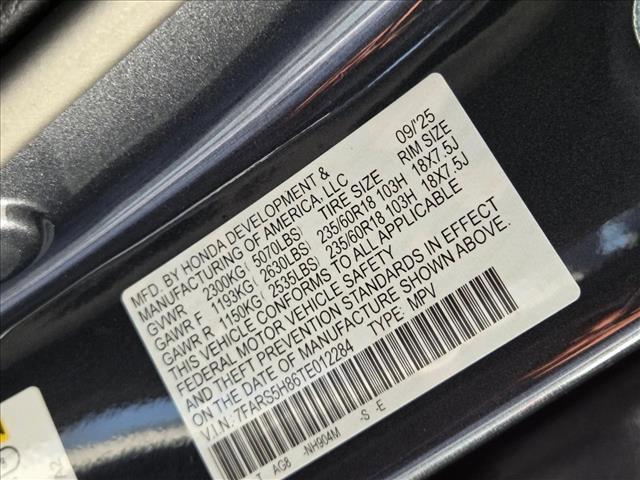 MFD. BY HONDA DEVELOPMENT & 09/25
MANUFACTURING OF AMERICA, LLC
GVWR 2300KG( 5070LBS) TIRE SIZE RIM SIZE
GAWR F 1193KG( 2630LBS) 235/60R18 103H 18X7.5J
GAWR R 1150KG( 2535LBS) 235/60R18 103H 18X7.5J
THIS VEHICLE CONFORMS TO ALL APPLICABLE
FEDERAL MOTOR VEHICLE SAFETY
AND THEFT PREVENTION STANDARDS IN EFFECT
ON THE DATE OF MANUFACTURE SHOWN ABOVE.
V.I.N.: 7FARS5H86TE012284 TYPE: MPV
T AG8 -NH904M -S -E